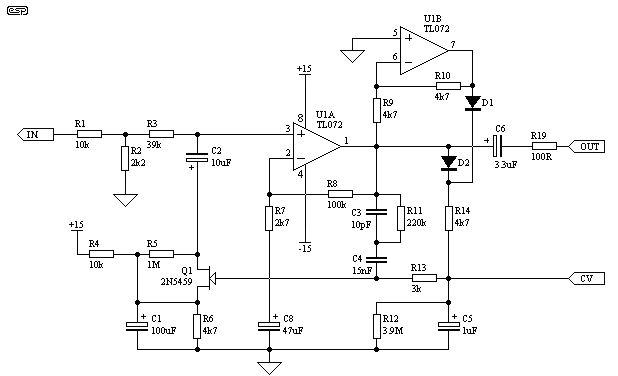 esp
U1B
TL072
5
+
7
6
-
+15
R10
4k7
R9
4k7
D1
8
U1A
TL072
IN
R1
10k
R3
39k
3
+
1
2
-
4
C6
+
3.3uF
R19
100R
OUT
R2
2k2
C2
10uF
+
D2
R8
100k
-15
C3
10pF
R11
220k
R7
2k7
R14
4k7
+15
R4
10k
R5
1M
Q1
2N5459
C4
15nF
R13
3k
CV
C1
100uF
+
R6
4k7
C8
47uF
+
R12
3.9M
C5
1uF
+